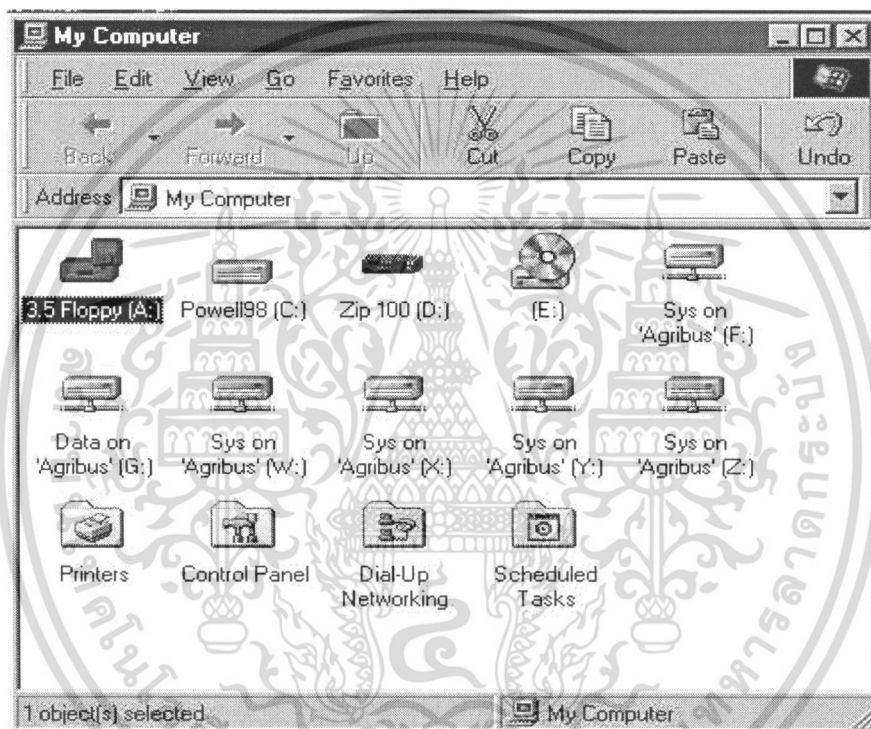 My Computer
File Edit View Go Favorites Help
Back Forward Up Cut Copy Paste Undo
Address My Computer
3.5 Floppy (A:) Powell98 (C:) Zip 100 (D:) (E:) Sys on 'Agribus' (F:)
Data on 'Agribus' (G:) Sys on 'Agribus' (W:) Sys on 'Agribus' (X:) Sys on 'Agribus' (Y:) Sys on 'Agribus' (Z:)
Printers Control Panel Dial-Up Networking Scheduled Tasks
1 object(s) selected My Computer